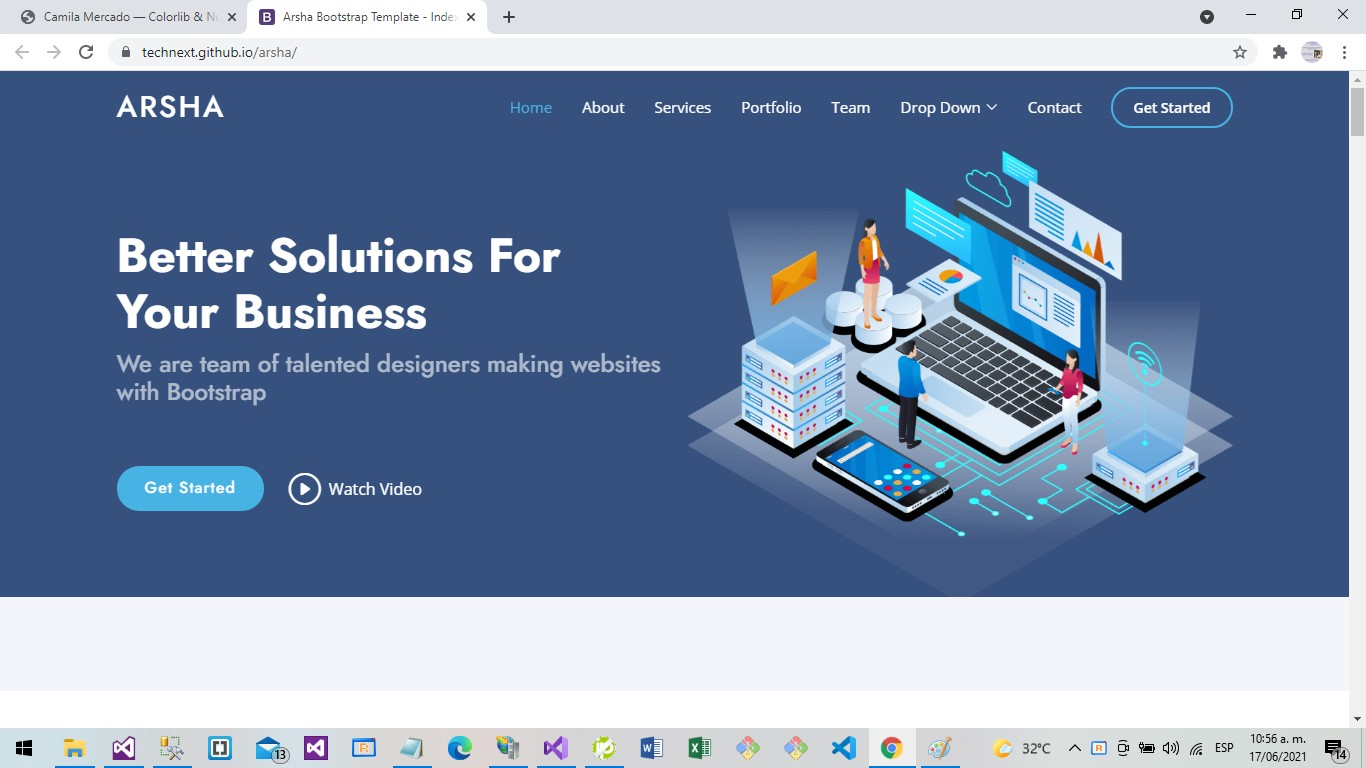 Camila Mercado — Colorlib & N
Arsha Bootstrap Template - Inde
technext.github.io/arsha/
ARSHA
Home
About
Services
Portfolio
Team
Drop Down
Contact
Get Started
Better Solutions For
Your Business
We are team of talented designers making websites
with Bootstrap
Get Started
Watch Video
13
32°C
ESP
10:56 a. m.
17/06/2021
14